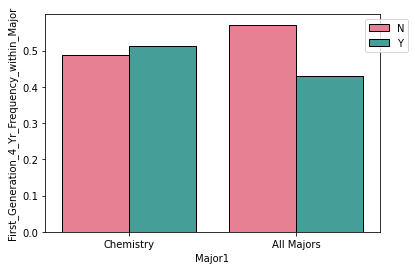 First_Generation_4_Yr_Frequency_within_Major
0.5
0.4
0.3
0.2
0.1
0.0
N
Y
Chemistry
All Majors
Major1